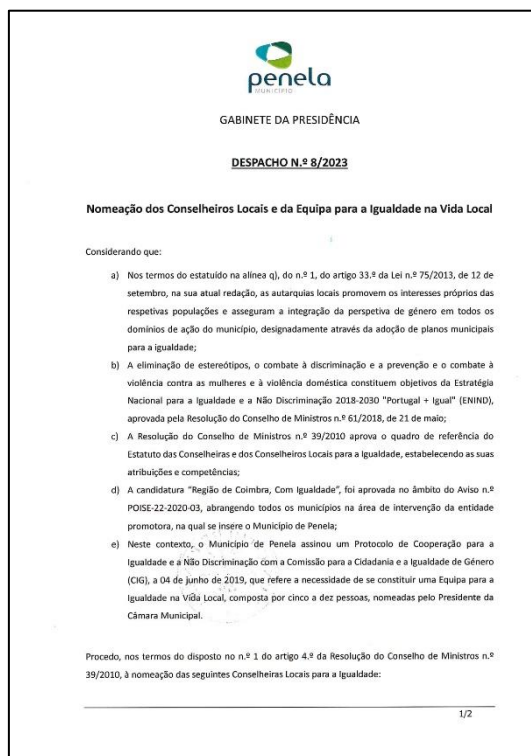 penela
MUNICÍPIO
GABINETE DA PRESIDÊNCIA
DESPACHO N.º 8/2023
Nomeação dos Conselheiros Locais e da Equipa para a Igualdade na Vida Local
Considerando que:
a) Nos termos do estatuído na alínea q), do n.º 1, do artigo 33.º da Lei n.º 75/2013, de 12 de
setembro, na sua atual redação, as autarquias locais promovem os interesses próprios das
respetivas populações e asseguram a integração da perspetiva de género em todos os
domínios de ação do município, designadamente através da adoção de planos municipais
para a igualdade;
b) A eliminação de estereótipos, o combate à discriminação e a prevenção e o combate à
violência contra as mulheres e à violência doméstica constituem objetivos da Estratégia
Nacional para a Igualdade e a Não Discriminação 2018-2030 "Portugal + Igual" (ENIND),
aprovada pela Resolução do Conselho de Ministros n.º 61/2018, de 21 de maio;
c) A Resolução do Conselho de Ministros n.º 39/2010 aprova o quadro de referência do
Estatuto das Conselheiras e dos Conselheiros Locais para a Igualdade, estabelecendo as suas
atribuições e competências;
d) A candidatura "Região de Coimbra, Com Igualdade", foi aprovada no âmbito do Aviso n.º
POISE-22-2020-03, abrangendo todos os municípios na área de intervenção da entidade
promotora, na qual se insere o Município de Penela;
e) Neste contexto, o Município de Penela assinou um Protocolo de Cooperação para a
Igualdade e a Não Discriminação com a Comissão para a Cidadania e a Igualdade de Género
(CIG), a 04 de junho de 2019, que refere a necessidade de se constituir uma Equipa para a
Igualdade na Vida Local, composta por cinco a dez pessoas, nomeadas pelo Presidente da
Câmara Municipal.
Procedo, nos termos do disposto no n.º 1 do artigo 4.º da Resolução do Conselho de Ministros n.º
39/2010, à nomeação das seguintes Conselheiras Locais para a Igualdade:
1/2